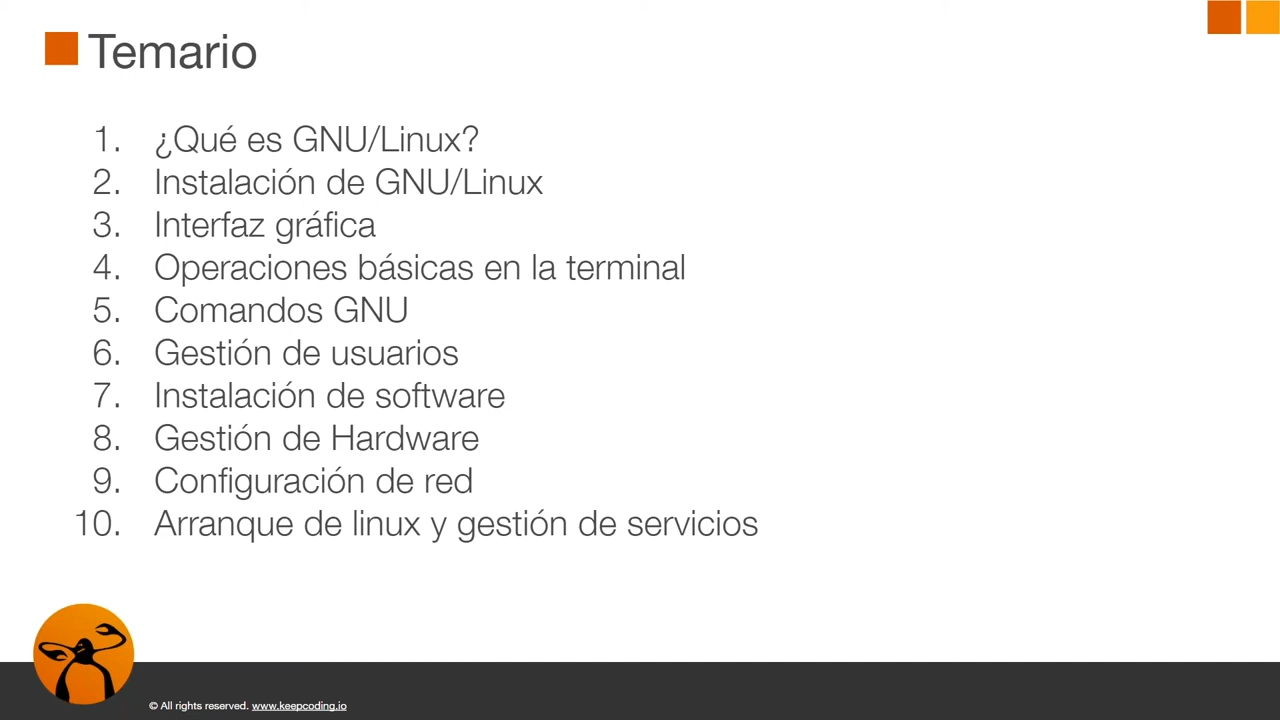 Temario
1. ¿Qué es GNU/Linux?
2. Instalación de GNU/Linux
3. Interfaz gráfica
4. Operaciones básicas en la terminal
5. Comandos GNU
6. Gestión de usuarios
7. Instalación de software
8. Gestión de Hardware
9. Configuración de red
10. Arranque de linux y gestión de servicios
© All rights reserved. www.keepcoding.io